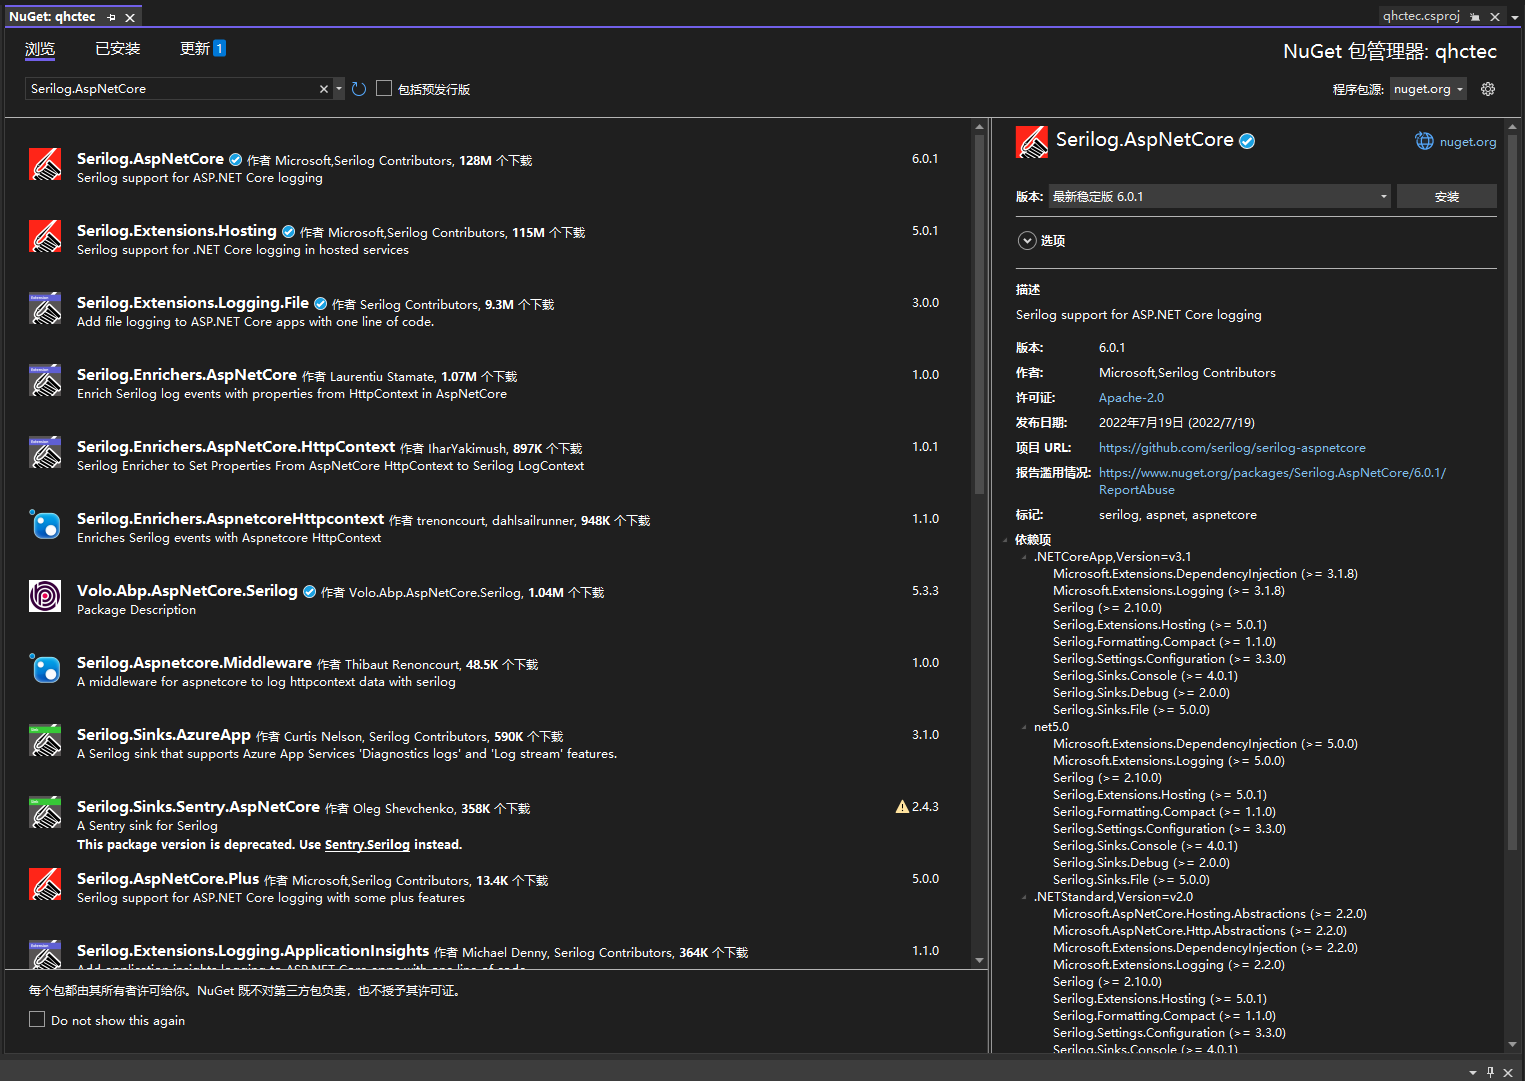 NuGet: qhctec
qhctec.csproj
浏览 已安装 更新 1
NuGet 包管理器: qhctec
Serilog.AspNetCore
包括预发行版
程序包源: nuget.org
Serilog.AspNetCore 作者 Microsoft,Serilog Contributors, 128M 个下载 6.0.1
Serilog support for ASP.NET Core logging
Serilog.Extensions.Hosting 作者 Microsoft,Serilog Contributors, 115M 个下载 5.0.1
Serilog support for .NET Core logging in hosted services
Serilog.Extensions.Logging.File 作者 Serilog Contributors, 9.3M 个下载 3.0.0
Add file logging to ASP.NET Core apps with one line of code.
Serilog.Enrichers.AspNetCore 作者 Laurentiu Stamate, 1.07M 个下载 1.0.0
Enrich Serilog log events with properties from HttpContext in AspNetCore
Serilog.Enrichers.AspNetCore.HttpContext 作者 IharYakimush, 897K 个下载 1.0.1
Serilog Enricher to Set Properties From AspNetCore HttpContext to Serilog LogContext
Serilog.Enrichers.AspnetcoreHttpcontext 作者 trenoncourt, dahlsailrunner, 948K 个下载 1.1.0
Enriches Serilog events with Aspnetcore HttpContext
Volo.Abp.AspNetCore.Serilog 作者 Volo.Abp.AspNetCore.Serilog, 1.04M 个下载 5.3.3
Package Description
Serilog.Aspnetcore.Middleware 作者 Thibaut Renoncourt, 48.5K 个下载 1.0.0
A middleware for aspnetcore to log httpcontext data with serilog
Serilog.Sinks.AzureApp 作者 Curtis Nelson, Serilog Contributors, 590K 个下载 3.1.0
A Serilog sink that supports Azure App Services 'Diagnostics logs' and 'Log stream' features.
Serilog.Sinks.Sentry.AspNetCore 作者 Oleg Shevchenko, 358K 个下载 2.4.3
A Sentry sink for Serilog
This package version is deprecated. Use Sentry.Serilog instead.
Serilog.AspNetCore.Plus 作者 Microsoft,Serilog Contributors, 13.4K 个下载 5.0.0
Serilog support for ASP.NET Core logging with some plus features
Serilog.Extensions.Logging.ApplicationInsights 作者 Michael Denny, Serilog Contributors, 364K 个下载 1.1.0
Add application insights logging to ASP.NET Core apps with one line of code.
每个包都由其所有者许可给你。NuGet 既不对第三方包负责，也不授予其许可证。
Do not show this again
Serilog.AspNetCore nuget.org
版本: 最新稳定版 6.0.1 安装
选项
描述
Serilog support for ASP.NET Core logging
版本: 6.0.1
作者: Microsoft,Serilog Contributors
许可证: Apache-2.0
发布日期: 2022年7月19日 (2022/7/19)
项目 URL: https://github.com/serilog/serilog-aspnetcore
报告滥用情况: https://www.nuget.org/packages/Serilog.AspNetCore/6.0.1/
ReportAbuse
标记: serilog, aspnet, aspnetcore
依赖项
.NETCoreApp,Version=v3.1
Microsoft.Extensions.DependencyInjection (>= 3.1.8)
Microsoft.Extensions.Logging (>= 3.1.8)
Serilog (>= 2.10.0)
Serilog.Extensions.Hosting (>= 5.0.1)
Serilog.Formatting.Compact (>= 1.1.0)
Serilog.Settings.Configuration (>= 3.3.0)
Serilog.Sinks.Console (>= 4.0.1)
Serilog.Sinks.Debug (>= 2.0.0)
Serilog.Sinks.File (>= 5.0.0)
net5.0
Microsoft.Extensions.DependencyInjection (>= 5.0.0)
Microsoft.Extensions.Logging (>= 5.0.0)
Serilog (>= 2.10.0)
Serilog.Extensions.Hosting (>= 5.0.1)
Serilog.Formatting.Compact (>= 1.1.0)
Serilog.Settings.Configuration (>= 3.3.0)
Serilog.Sinks.Console (>= 4.0.1)
Serilog.Sinks.Debug (>= 2.0.0)
Serilog.Sinks.File (>= 5.0.0)
.NETStandard,Version=v2.0
Microsoft.AspNetCore.Hosting.Abstractions (>= 2.2.0)
Microsoft.AspNetCore.Http.Abstractions (>= 2.2.0)
Microsoft.Extensions.DependencyInjection (>= 2.2.0)
Microsoft.Extensions.Logging (>= 2.2.0)
Serilog (>= 2.10.0)
Serilog.Extensions.Hosting (>= 5.0.1)
Serilog.Formatting.Compact (>= 1.1.0)
Serilog.Settings.Configuration (>= 3.3.0)
Serilog.Sinks.Console (>= 4.0.1)